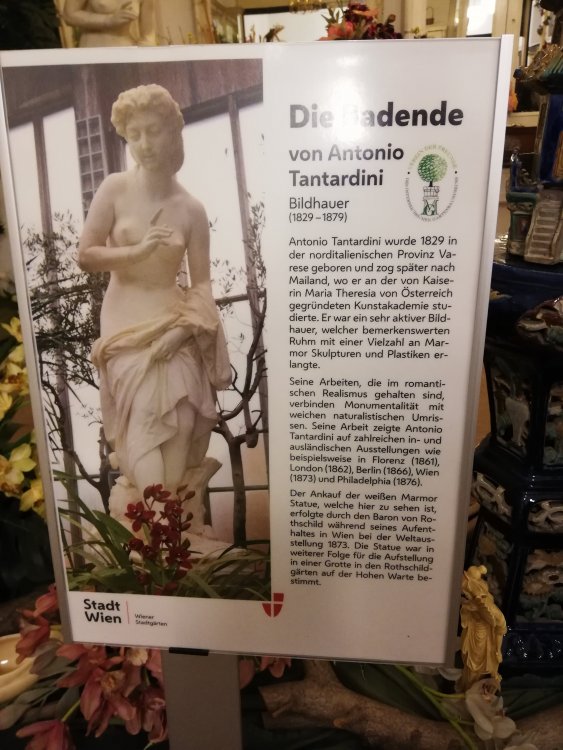 Die Badende
von Antonio
Tantardini
Bildhauer
(1829–1879)
Antonio Tantardini wurde 1829 in
der norditalienischen Provinz Va-
rese geboren und zog später nach
Mailand, wo er an der von Kaise-
rin Maria Theresia von Österreich
gegründeten Kunstakademie stu-
dierte. Er war ein sehr aktiver Bild-
hauer, welcher bemerkenswerten
Ruhm mit einer Vielzahl an Mar-
mor Skulpturen und Plastiken er-
langte.
Seine Arbeiten, die im romanti-
schen Realismus gehalten sind,
verbinden Monumentalität mit
weichen naturalistischen Umris-
sen. Seine Arbeit zeigte Antonio
Tantardini auf zahlreichen in- und
ausländischen Ausstellungen wie
beispielsweise in Florenz (1861),
London (1862), Berlin (1866), Wien
(1873) und Philadelphia (1876).
Der Ankauf der weißen Marmor
Statue, welche hier zu sehen ist,
erfolgte durch den Baron von Ro-
thschild während seines Aufent-
haltes in Wien bei der Weltaus-
stellung 1873. Die Statue war in
weiterer Folge für die Aufstellung
in einer Grotte in den Rothschild-
gärten auf der Hohen Warte be-
stimmt.
Stadt
Wien
Wiener
Stadtgärten